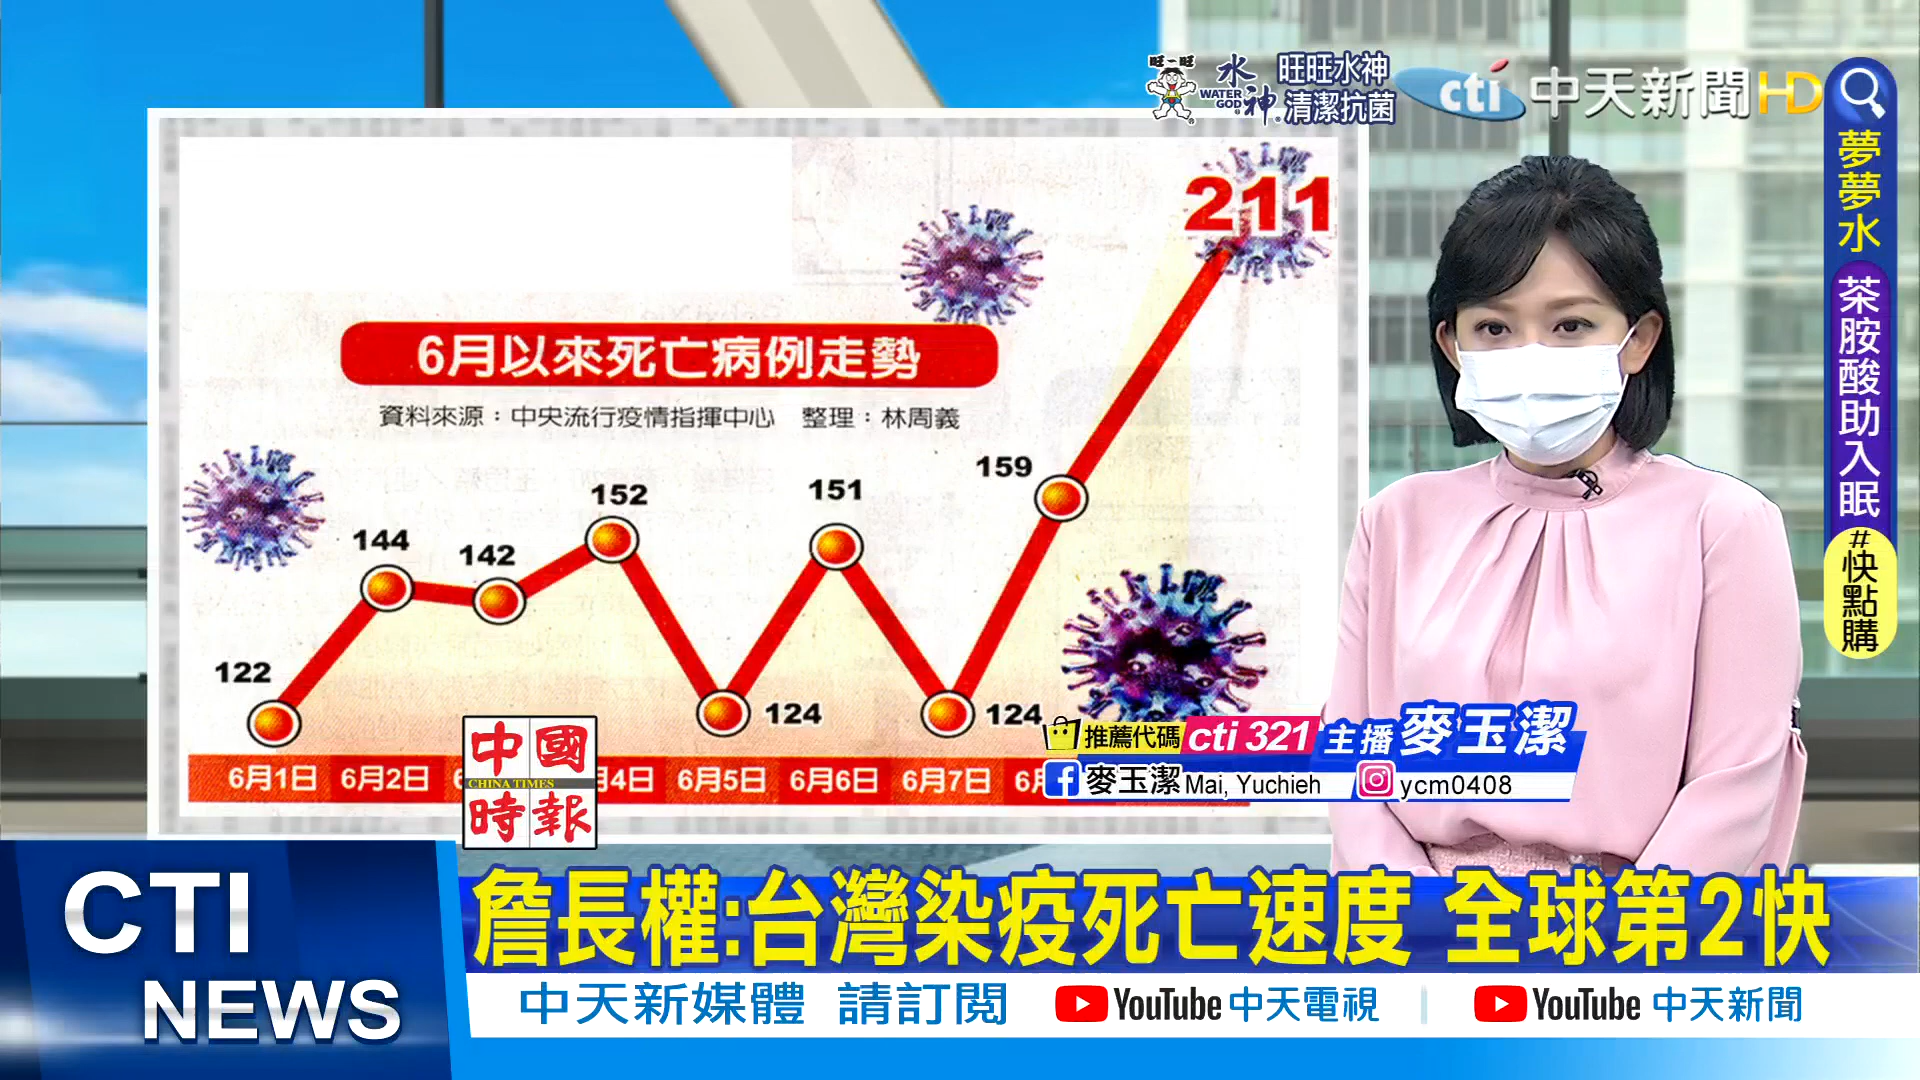 旺一旺
水神
WATER GOD
旺旺水神
清潔抗菌
cti 中天新聞HD
夢夢水
茶胺酸助入眠
#快點購
211
6月以來死亡病例走勢
資料來源：中央流行疫情指揮中心 整理：林周義
159
152
151
144
142
122
124
124
6月1日 6月2日 4日 6月5日 6月6日 6月7日 6月
中國時報
CHINA TIMES
推薦代碼 cti 321 主播 麥玉潔
麥玉潔 Mai, Yuchieh ycm0408
CTI NEWS
詹長權:台灣染疫死亡速度 全球第2快
中天新媒體 請訂閱 YouTube 中天電視 | YouTube 中天新聞